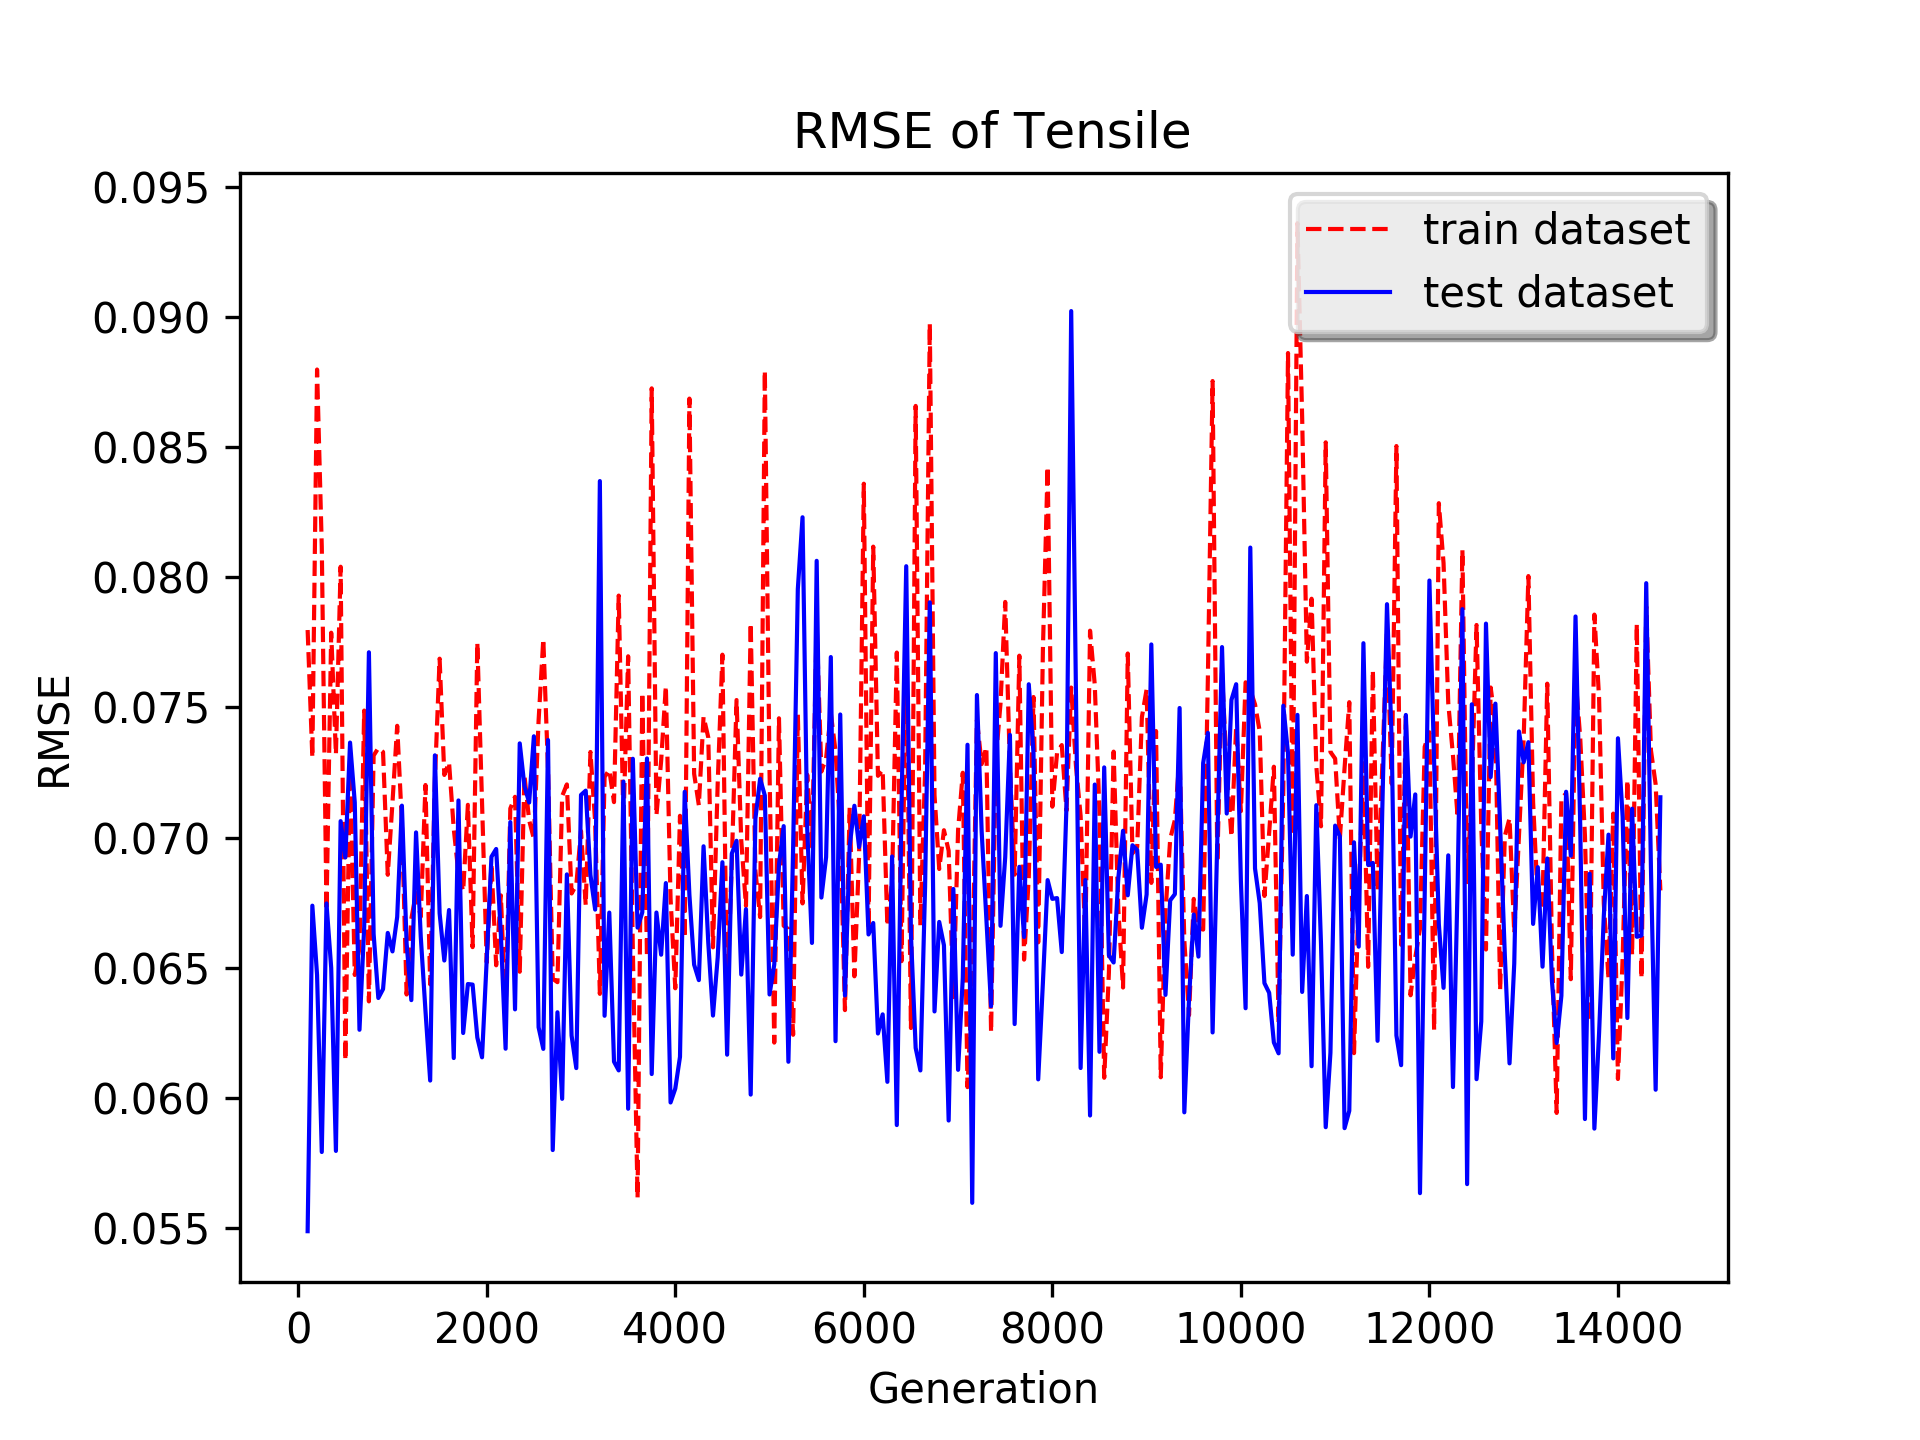 RMSE of Tensile
train dataset
test dataset
RMSE
0.095
0.090
0.085
0.080
0.075
0.070
0.065
0.060
0.055
0 2000 4000 6000 8000 10000 12000 14000
Generation